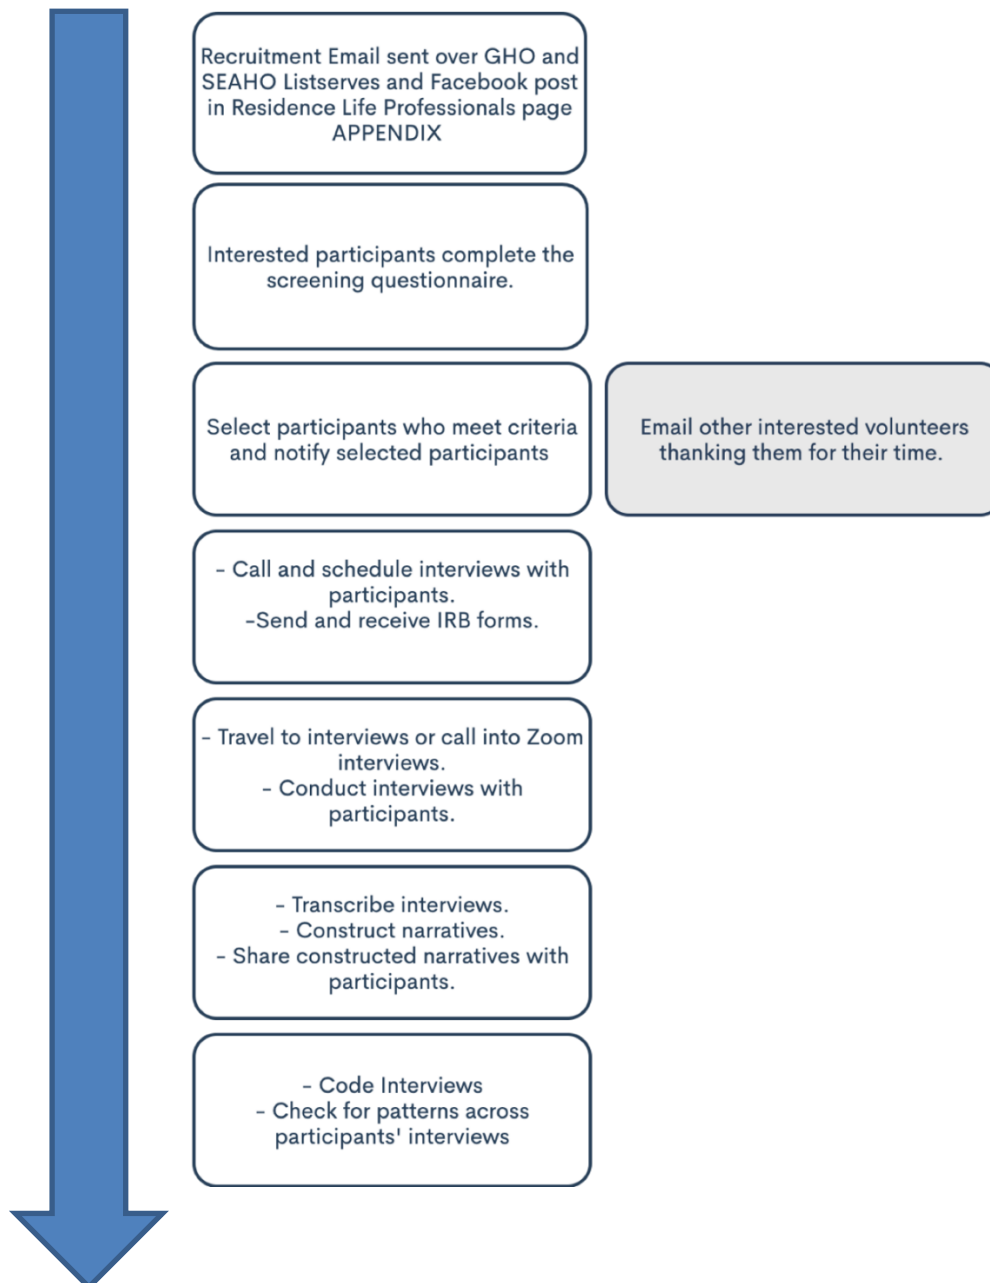 Recruitment Email sent over GHO and
SEAHO Listserves and Facebook post
in Residence Life Professionals page
APPENDIX
Interested participants complete the
screening questionnaire.
Select participants who meet criteria
and notify selected participants
Email other interested volunteers
thanking them for their time.
- Call and schedule interviews with
participants.
-Send and receive IRB forms.
- Travel to interviews or call into Zoom
interviews.
- Conduct interviews with
participants.
- Transcribe interviews.
- Construct narratives.
- Share constructed narratives with
participants.
- Code Interviews
- Check for patterns across
participants' interviews